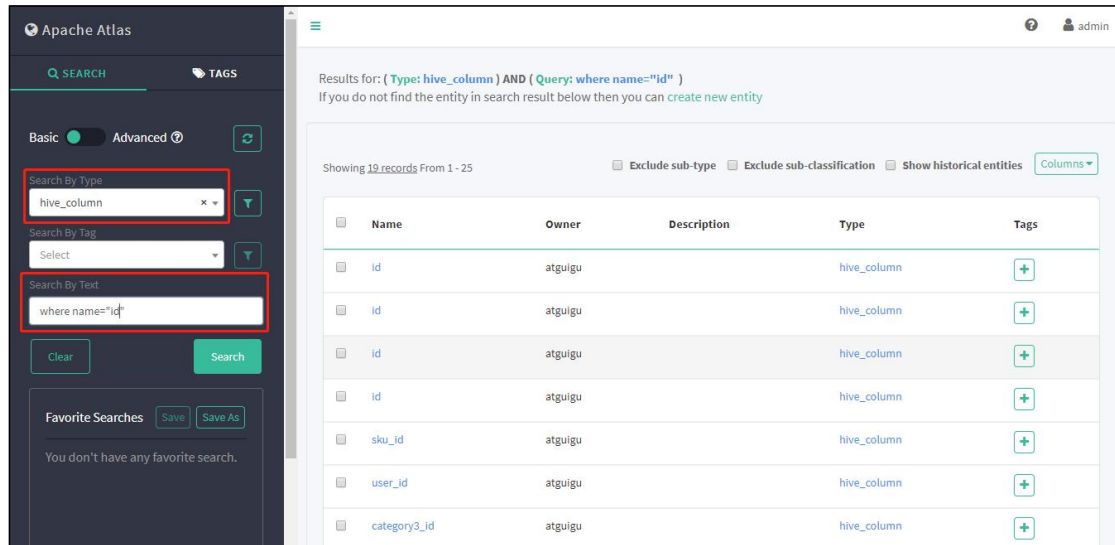 Apache Atlas
admin
SEARCH
TAGS
Results for: ( Type: hive_column ) AND ( Query: where name="id" )
If you do not find the entity in search result below then you can create new entity
Basic
Advanced
Showing 19 records From 1 - 25
Exclude sub-type
Exclude sub-classification
Show historical entities
Columns
Search By Type
hive_column
Search By Tag
Select
Search By Text
where name="id"
Clear
Search
Favorite Searches
Save
Save As
You don't have any favorite search.
Name Owner Description Type Tags
id atguigu hive_column
id atguigu hive_column
id atguigu hive_column
id atguigu hive_column
sku_id atguigu hive_column
user_id atguigu hive_column
category3_id atguigu hive_column